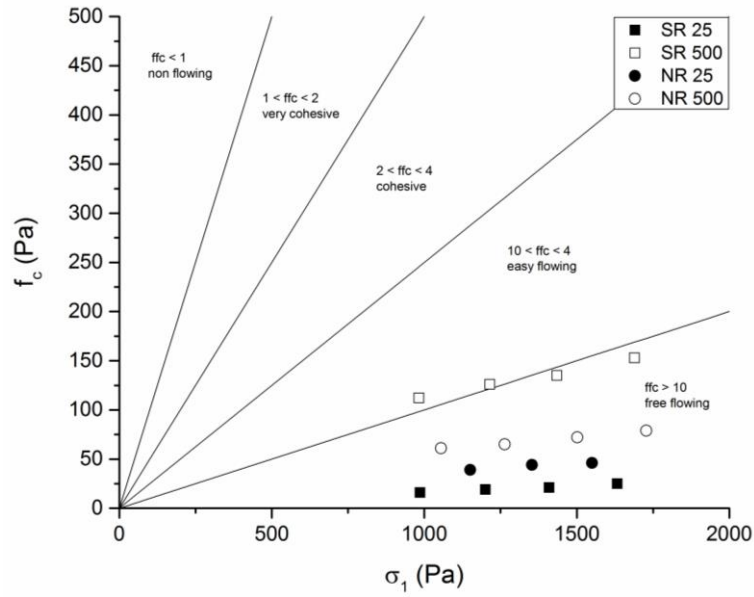 500
450
400
350
300
250
200
150
100
50
0
f_c (Pa)
ffc < 1
non flowing
1 < ffc < 2
very cohesive
2 < ffc < 4
cohesive
10 < ffc < 4
easy flowing
ffc > 10
free flowing
SR 25
SR 500
NR 25
NR 500
0
500
1000
1500
2000
σ₁ (Pa)